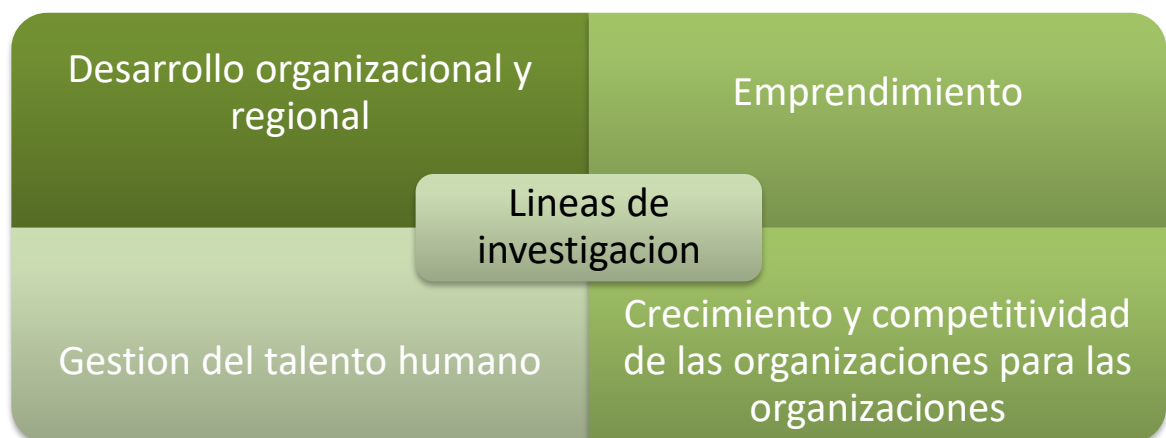 Desarrollo organizacional y
regional
Emprendimiento
Lineas de
investigacion
Gestion del talento humano
Crecimiento y competitividad
de las organizaciones para las
organizaciones